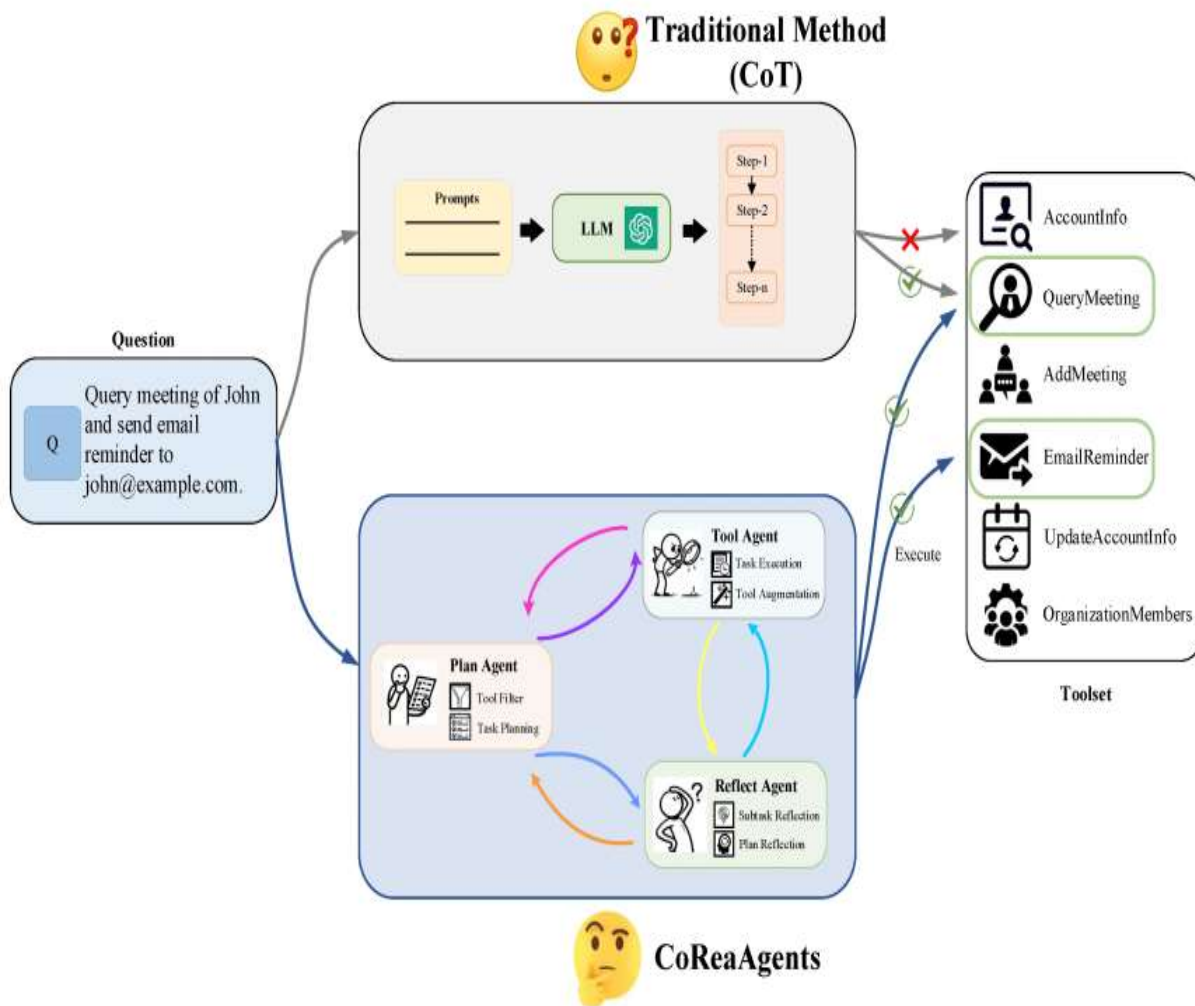 Traditional Method
(CoT)
Prompts
LLM
Step-1
Step-2
Step-n
Question
Q
Query meeting of John
and send email
reminder to
john@example.com.
Plan Agent
Tool Filter
Task Planning
Tool Agent
Task Execution
Tool Augmentation
Reflect Agent
Subtask Reflection
Plan Reflection
CoReaAgents
Execute
AccountInfo
QueryMeeting
AddMeeting
EmailReminder
UpdateAccountInfo
OrganizationMembers
Toolset